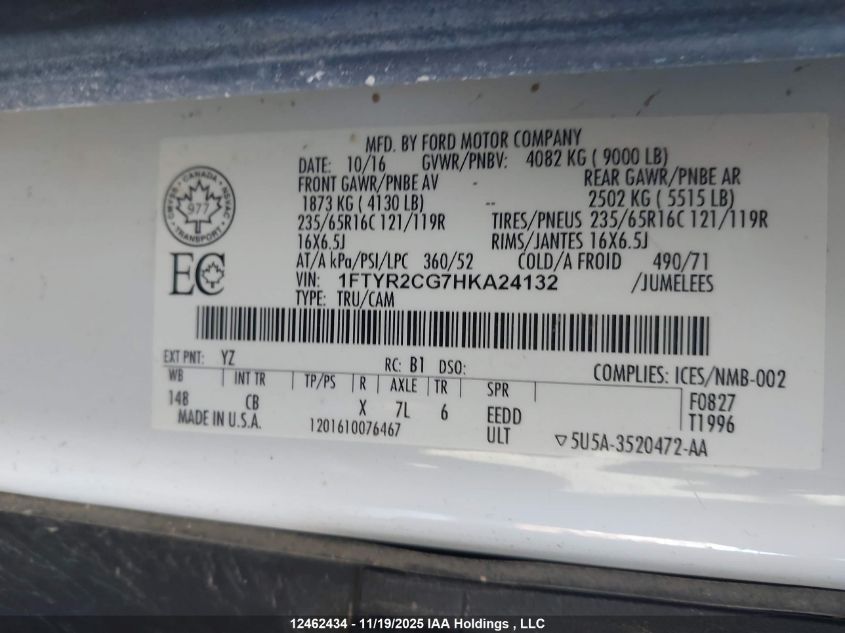 MFD. BY FORD MOTOR COMPANY
DATE: 10/16 GVWR/PNBV: 4082 KG ( 9000 LB)
FRONT GAWR/PNBE AV - REAR GAWR/PNBE AR
1873 KG ( 4130 LB) -- 2502 KG ( 5515 LB)
235/65R16C 121/119R TIRES/PNEUS 235/65R16C 121/119R
16X6.5J RIMS/JANTES 16X6.5J
AT/A kPa/PSI/LPC 360/52 COLD/A FROID 490/71
VIN: 1FTYR2CG7HKA24132 /JUMELEES
TYPE: TRU/CAM
CANADA
977
TRANSPORT
EC
EXT PNT: YZ RC: B1 DSO: COMPLIES: ICES/NMB-002
WB INT TR TP/PS R AXLE TR SPR F0827
148 CB X 7L 6 EEDD T1996
MADE IN U.S.A. 1201610076467 ULT ▽5U5A-3520472-AA
12462434 - 11/19/2025 IAA Holdings , LLC